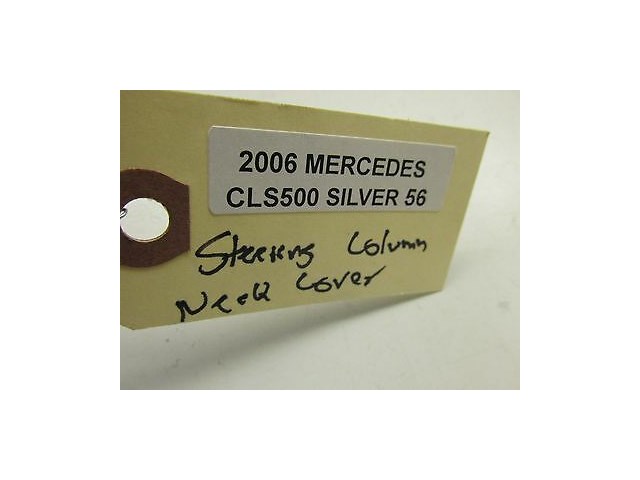 2006 MERCEDES
CLS500 SILVER 56
Steering Column
Neck Cover